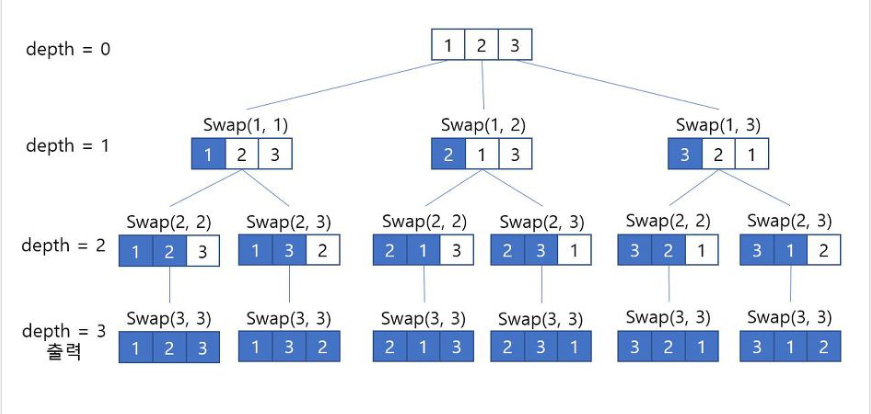 depth = 0
1 2 3
Swap(1, 1) Swap(1, 2) Swap(1, 3)
depth = 1
1 2 3 2 1 3 3 2 1
Swap(2, 2) Swap(2, 3) Swap(2, 2) Swap(2, 3) Swap(2, 2) Swap(2, 3)
depth = 2
1 2 3 1 3 2 2 1 3 2 3 1 3 2 1 3 1 2
Swap(3, 3) Swap(3, 3) Swap(3, 3) Swap(3, 3) Swap(3, 3) Swap(3, 3)
depth = 3
출력
1 2 3 1 3 2 2 1 3 2 3 1 3 2 1 3 1 2